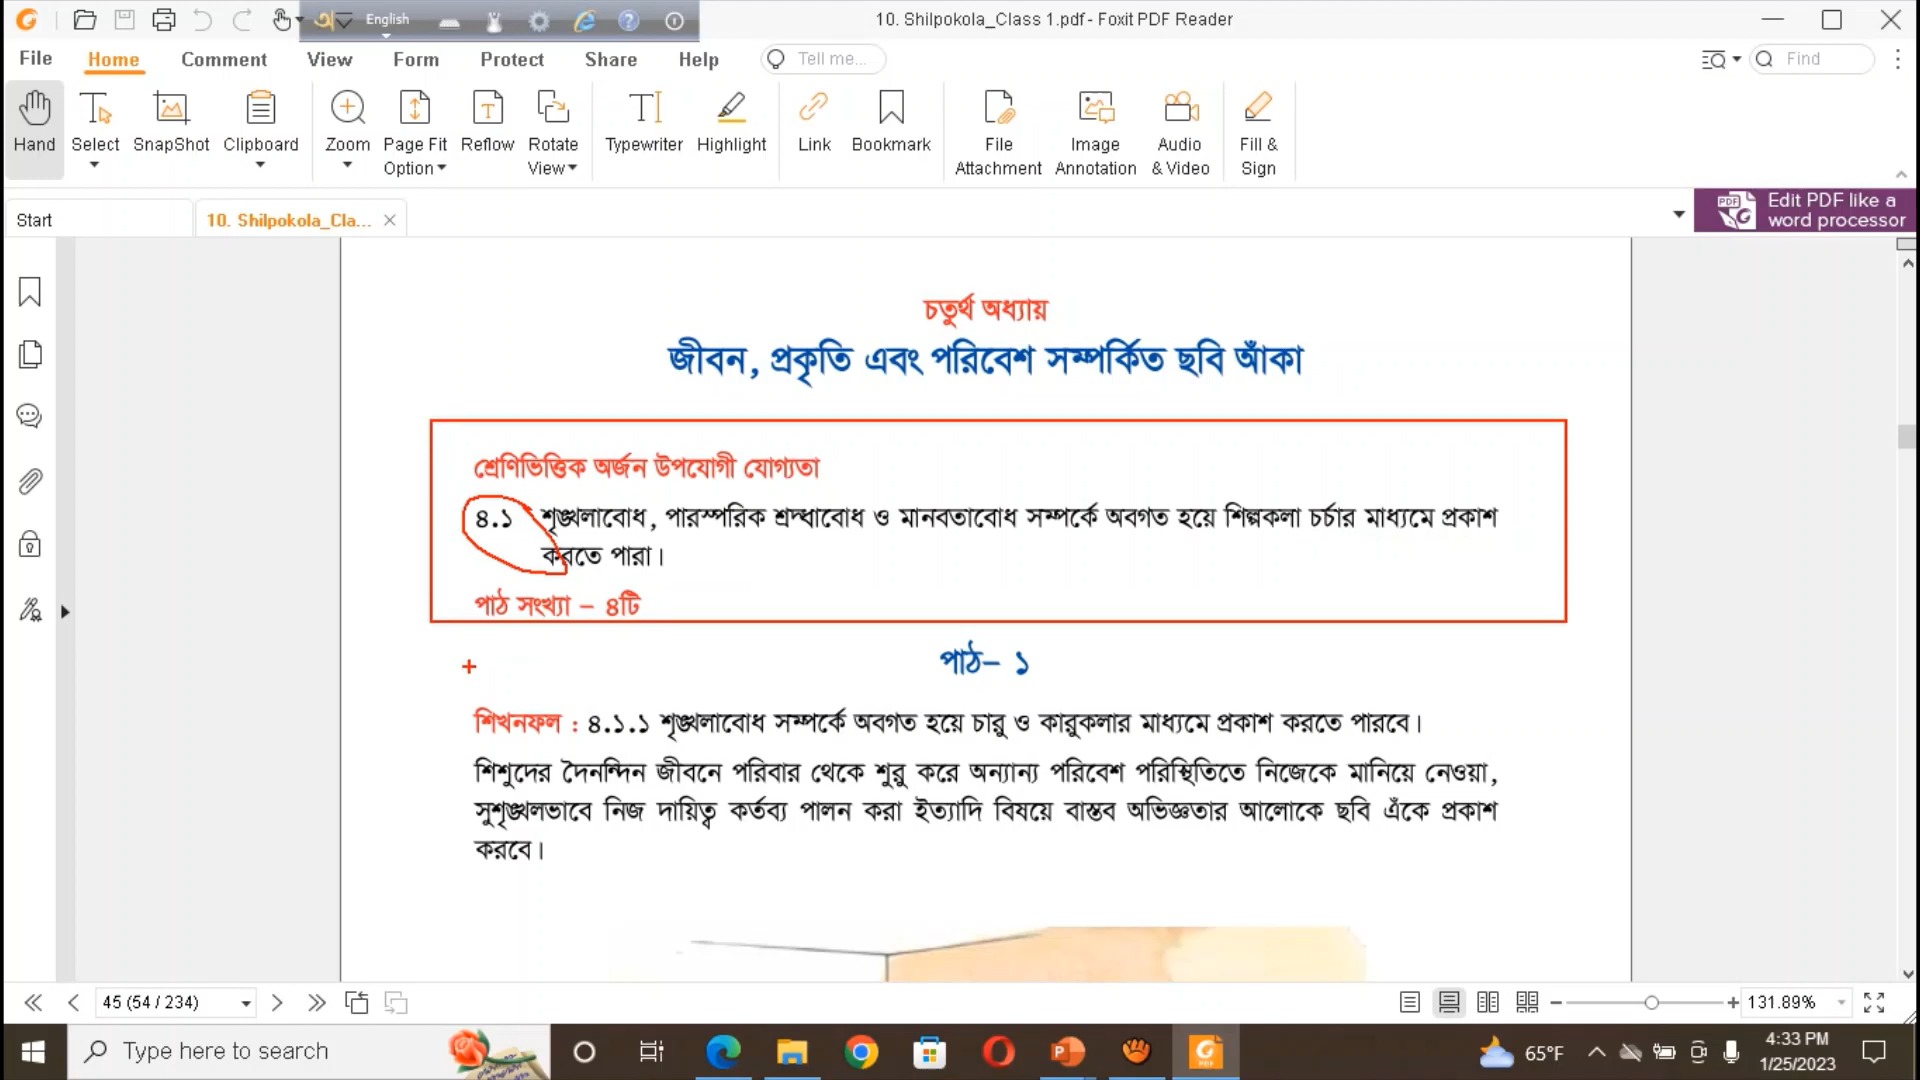 English
10. Shilpokola_Class 1.pdf - Foxit PDF Reader
File Home Comment View Form Protect Share Help Tell me... Find
Hand Select SnapShot Clipboard Zoom Page Fit Option Reflow Rotate View Typewriter Highlight Link Bookmark File Attachment Image Annotation Audio & Video Fill & Sign
Start 10. Shilpokola_Cla...
Edit PDF like a
word processor
চতুর্থ অধ্যায়
জীবন, প্রকৃতি এবং পরিবেশ সম্পর্কিত ছবি আঁকা
শ্রেণিভিত্তিক অর্জন উপযোগী যোগ্যতা
৪.১ শৃঙ্খলাবোধ, পারস্পরিক শ্রদ্ধাবোধ ও মানবতাবোধ সম্পর্কে অবগত হয়ে শিল্পকলা চর্চার মাধ্যমে প্রকাশ
করতে পারা।
পাঠ সংখ্যা – ৪টি
পাঠ– ১
শিখনফল : ৪.১.১ শৃঙ্খলাবোধ সম্পর্কে অবগত হয়ে চারু ও কারুকলার মাধ্যমে প্রকাশ করতে পারবে।
শিশুদের দৈনন্দিন জীবনে পরিবার থেকে শুরু করে অন্যান্য পরিবেশ পরিস্থিতিতে নিজেকে মানিয়ে নেওয়া,
সুশৃঙ্খলভাবে নিজ দায়িত্ব কর্তব্য পালন করা ইত্যাদি বিষয়ে বাস্তব অভিজ্ঞতার আলোকে ছবি এঁকে প্রকাশ
করবে।
45 (54 / 234)
131.89%
Type here to search
65°F
4:33 PM
1/25/2023